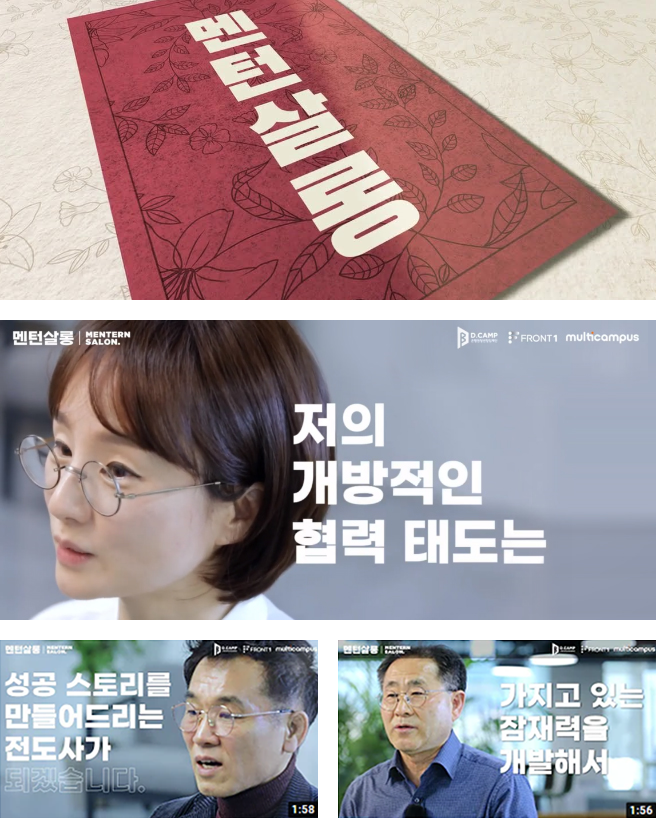 멘턴살롱
멘턴살롱 | MENTERN SALON.
D.CAMP
FRONT1
multicampus
저의
개방적인
협력 태도는
멘턴살롱 | MENTERN SALON.
D.CAMP
FRONT1
multicampus
성공 스토리를
만들어드리는
전도사가
되겠습니다.
1:58
멘턴살롱 | MENTERN SALON.
D.CAMP
FRONT1
multicampus
가지고 있는
잠재력을
개발해서
1:56